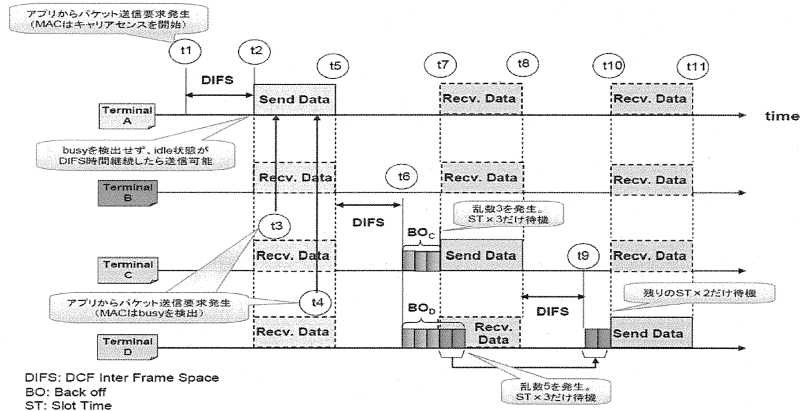 アプリからパケット送信要求発生
(MACはキャリアセンスを開始)
t1
t2
t5
t7
t8
t10
t11
DIFS
Send Data
Recv. Data
Recv. Data
Terminal
A
time
busyを検出せず、idle状態が
DIFS時間継続したら送信可能
Recv. Data
t6
Recv. Data
Recv. Data
Terminal
B
DIFS
乱数3を発生。
ST×3だけ待機
t3
BOC
t9
Recv. Data
Send Data
Recv. Data
Terminal
C
残りのST×2だけ待機
アプリからパケット送信要求発生
(MACはbusyを検出)
t4
BOD
DIFS
Recv. Data
Recv.
Data
Send Data
Terminal
D
DIFS: DCF Inter Frame Space
BO: Back off
ST: Slot Time
乱数5を発生。
ST×3だけ待機